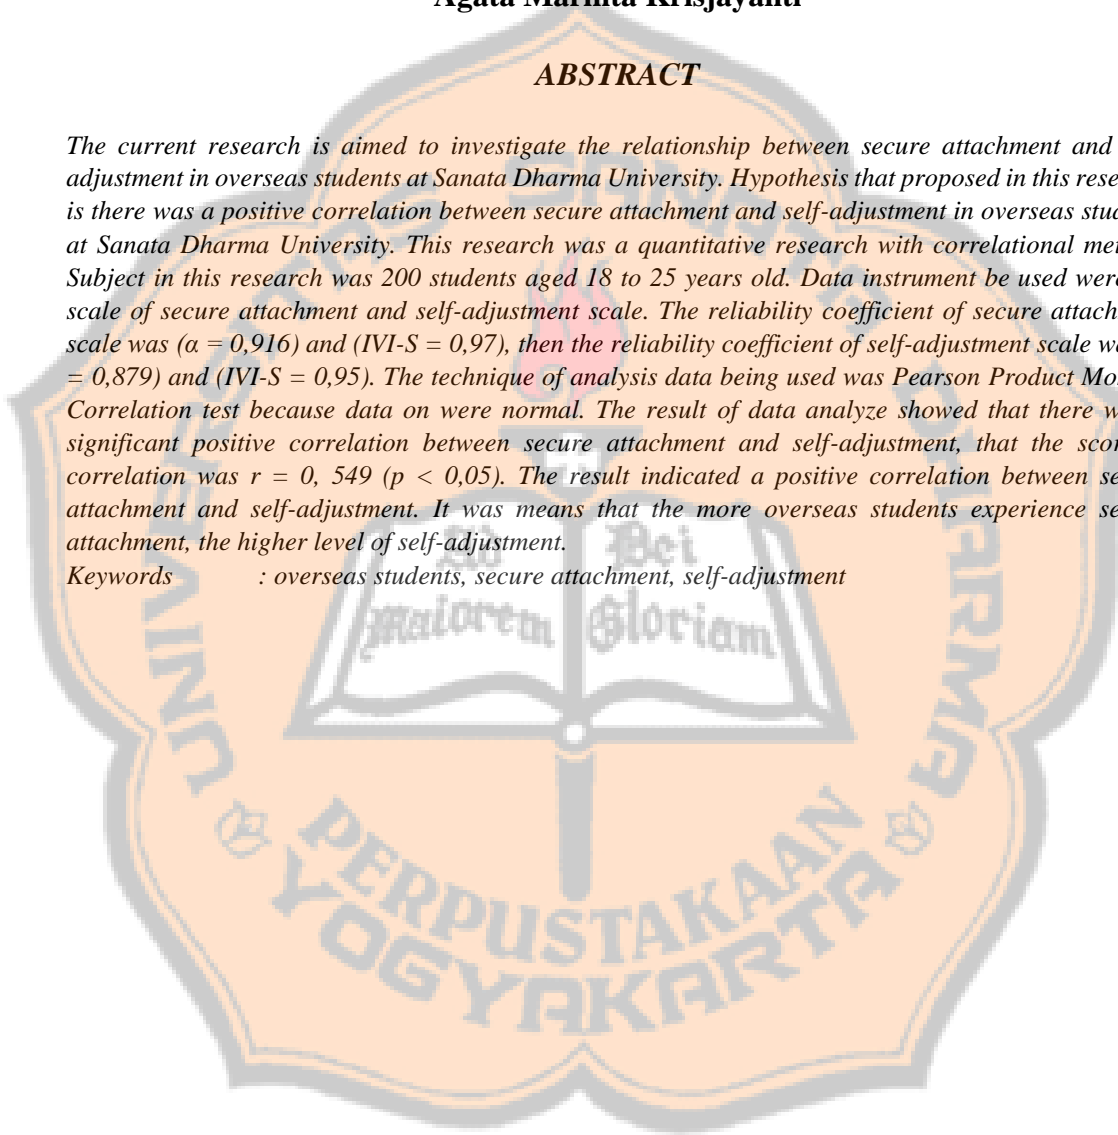 Agata Marinta Krisjayanti
ABSTRACT
The current research is aimed to investigate the relationship between secure attachment and
adjustment in overseas students at Sanata Dharma University. Hypothesis that proposed in this rese
is there was a positive correlation between secure attachment and self-adjustment in overseas stu
at Sanata Dharma University. This research was a quantitative research with correlational me
Subject in this research was 200 students aged 18 to 25 years old. Data instrument be used were
scale of secure attachment and self-adjustment scale. The reliability coefficient of secure attach
scale was (α = 0,916) and (IVI-S = 0,97), then the reliability coefficient of self-adjustment scale w
= 0,879) and (IVI-S = 0,95). The technique of analysis data being used was Pearson Product Mo
Correlation test because data on were normal. The result of data analyze showed that there w
significant positive correlation between secure attachment and self-adjustment, that the scor
correlation was r = 0, 549 (p < 0,05). The result indicated a positive correlation between se
attachment and self-adjustment. It was means that the more overseas students experience se
attachment, the higher level of self-adjustment.
Keywords : overseas students, secure attachment, self-adjustment
UNIVERSITAS SANATA DHARMA
Ad Dei
Maiorem Gloriam
PERPUSTAKAAN
YOGYAKARTA